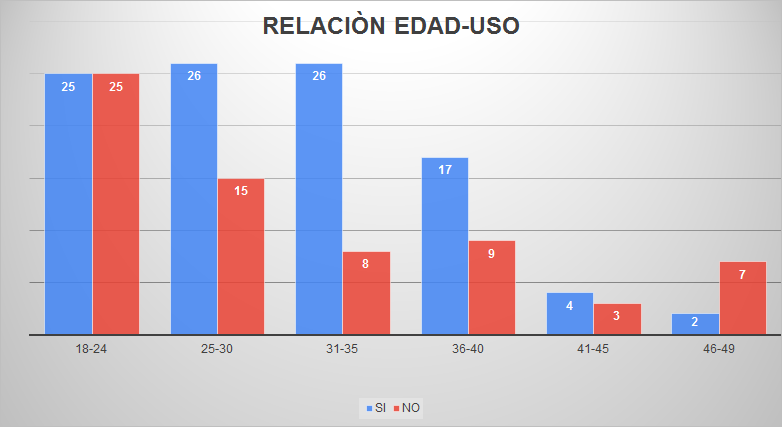 RELACIÒN EDAD-USO
25 25 26 15 26 8 17 9 4 3 2 7
18-24 25-30 31-35 36-40 41-45 46-49
SI NO